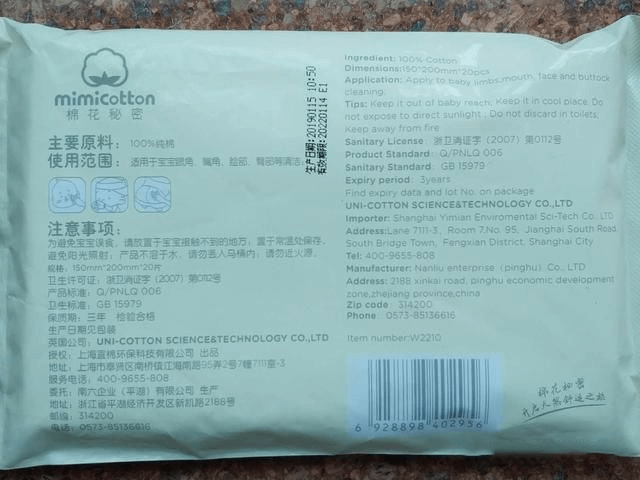 mimicotton
棉花秘密
主要原料： 100%纯棉
使用范围： 适用于宝宝眼角、嘴角、脸部、臀部等清洁
注意事项：
为避免宝宝误食，请放置于宝宝接触不到的地方；置于常温处保存，
避免阳光照射；产品不溶于水，请勿丢入马桶内；请勿近火源。
规格：150mm*200mm*20片
卫生许可证：浙卫消证字（2007）第0112号
产品标准：Q/PNLQ 006
卫生标准：GB 15979
保质期：三年 检验合格
生产日期见包装
英国公司：UNI-COTTON SCIENCE&TECHNOLOGY CO.,LTD
授权：上海宜棉环保科技有限公司 出品
地址：上海市奉贤区南桥镇江海南路95弄2号7幢7111室-3
服务电话：400-9655-808
委托：南六企业（平湖）有限公司 生产
地址：浙江省平湖经济开发区新凯路2188号
邮编：314200
电话：0573-85136616
生产日期:20190115 10:50
有效期限:20220114 E1
Ingredient: 100% Cotton
Dimensions:150*200mm*20pcs
Application: Apply to baby limbs,mouth, face and buttock
cleaning;
Tips: Keep it out of baby reach; Keep it in cool place. Do
not expose to direct sunlight ; Do not discard in toilets;
Keep away from fire
Sanitary License: 浙卫消证字（2007）第0112号
Product Standard : Q/PNLQ 006
Sanitary Standard : GB 15979
Expiry period : 3years
Find expiry data and lot No. on package
UNI-COTTON SCIENCE&TECHNOLOGY CO.,LTD
Importer: Shanghai Yimian Enviromental Sci-Tech Co., LTD
Address:Lane 7111-3, Room 7,No. 95, Jianghai South Road,
South Bridge Town, Fengxian District, Shanghai City
Tel: 400-9655-808
Manufacturer: Nanliu enterprise (pinghu) Co., LTD
Address: 2188 xinkai road, pinghu economic development
zone,zhejiang province,china
Zip code: 314200
Phone: 0573-85136616
Item number:W2210
6 928898 402956
棉花秘密
天然舒适之旅